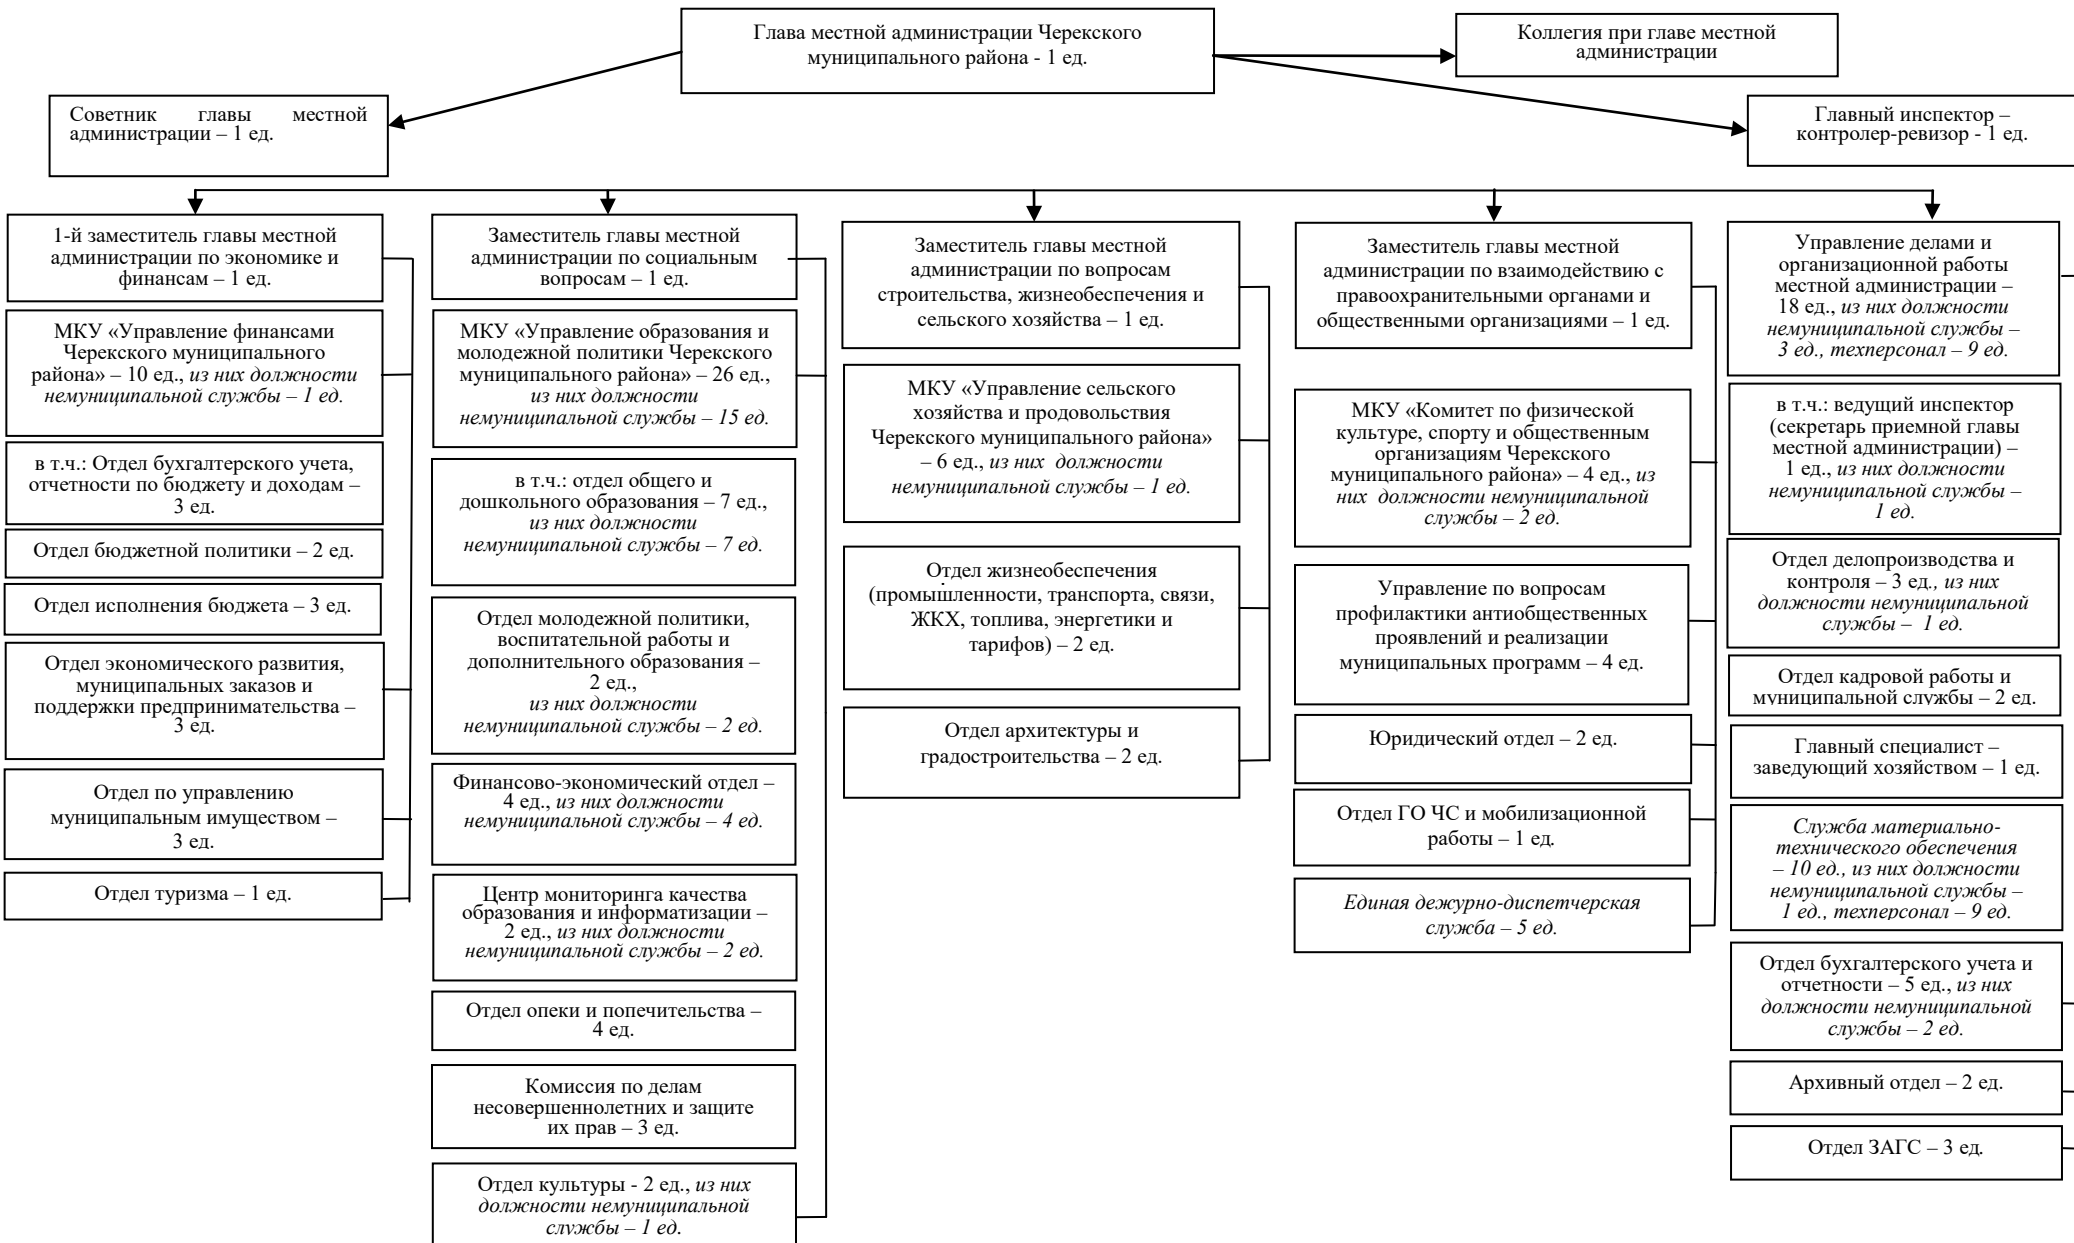 Глава местной администрации Черекского
муниципального района - 1 ед.
Коллегия при главе местной
администрации
Советник главы местной
администрации – 1 ед.
Главный инспектор –
контролер-ревизор - 1 ед.
1-й заместитель главы местной
администрации по экономике и
финансам – 1 ед.
МКУ «Управление финансами
Черекского муниципального
района» – 10 ед., из них должности
немуниципальной службы – 1 ед.
в т.ч.: Отдел бухгалтерского учета,
отчетности по бюджету и доходам –
3 ед.
Отдел бюджетной политики – 2 ед.
Отдел исполнения бюджета – 3 ед.
Отдел экономического развития,
муниципальных заказов и
поддержки предпринимательства –
3 ед.
Отдел по управлению
муниципальным имуществом –
3 ед.
Отдел туризма – 1 ед.
Заместитель главы местной
администрации по социальным
вопросам – 1 ед.
МКУ «Управление образования и
молодежной политики Черекского
муниципального района» – 26 ед.,
из них должности
немуниципальной службы – 15 ед.
в т.ч.: отдел общего и
дошкольного образования – 7 ед.,
из них должности
немуниципальной службы – 7 ед.
Отдел молодежной политики,
воспитательной работы и
дополнительного образования –
2 ед.,
из них должности
немуниципальной службы – 2 ед.
Финансово-экономический отдел –
4 ед., из них должности
немуниципальной службы – 4 ед.
Центр мониторинга качества
образования и информатизации –
2 ед., из них должности
немуниципальной службы – 2 ед.
Отдел опеки и попечительства –
4 ед.
Комиссия по делам
несовершеннолетних и защите
их прав – 3 ед.
Отдел культуры - 2 ед., из них
должности немуниципальной
службы – 1 ед.
Заместитель главы местной
администрации по вопросам
строительства, жизнеобеспечения и
сельского хозяйства – 1 ед.
МКУ «Управление сельского
хозяйства и продовольствия
Черекского муниципального района»
– 6 ед., из них должности
немуниципальной службы – 1 ед.
Отдел жизнеобеспечения
(промышленности, транспорта, связи,
ЖКХ, топлива, энергетики и
тарифов) – 2 ед.
Отдел архитектуры и
градостроительства – 2 ед.
Заместитель главы местной
администрации по взаимодействию с
правоохранительными органами и
общественными организациями – 1 ед.
МКУ «Комитет по физической
культуре, спорту и общественным
организациям Черекского
муниципального района» – 4 ед., из
них должности немуниципальной
службы – 2 ед.
Управление по вопросам
профилактики антиобщественных
проявлений и реализации
муниципальных программ – 4 ед.
Юридический отдел – 2 ед.
Отдел ГО ЧС и мобилизационной
работы – 1 ед.
Единая дежурно-диспетчерская
служба – 5 ед.
Управление делами и
организационной работы
местной администрации –
18 ед., из них должности
немуниципальной службы –
3 ед., техперсонал – 9 ед.
в т.ч.: ведущий инспектор
(секретарь приемной главы
местной администрации) –
1 ед., из них должности
немуниципальной службы –
1 ед.
Отдел делопроизводства и
контроля – 3 ед., из них
должности немуниципальной
службы – 1 ед.
Отдел кадровой работы и
муниципальной службы – 2 ед.
Главный специалист –
заведующий хозяйством – 1 ед.
Служба материально-
технического обеспечения
– 10 ед., из них должности
немуниципальной службы –
1 ед., техперсонал – 9 ед.
Отдел бухгалтерского учета и
отчетности – 5 ед., из них
должности немуниципальной
службы – 2 ед.
Архивный отдел – 2 ед.
Отдел ЗАГС – 3 ед.